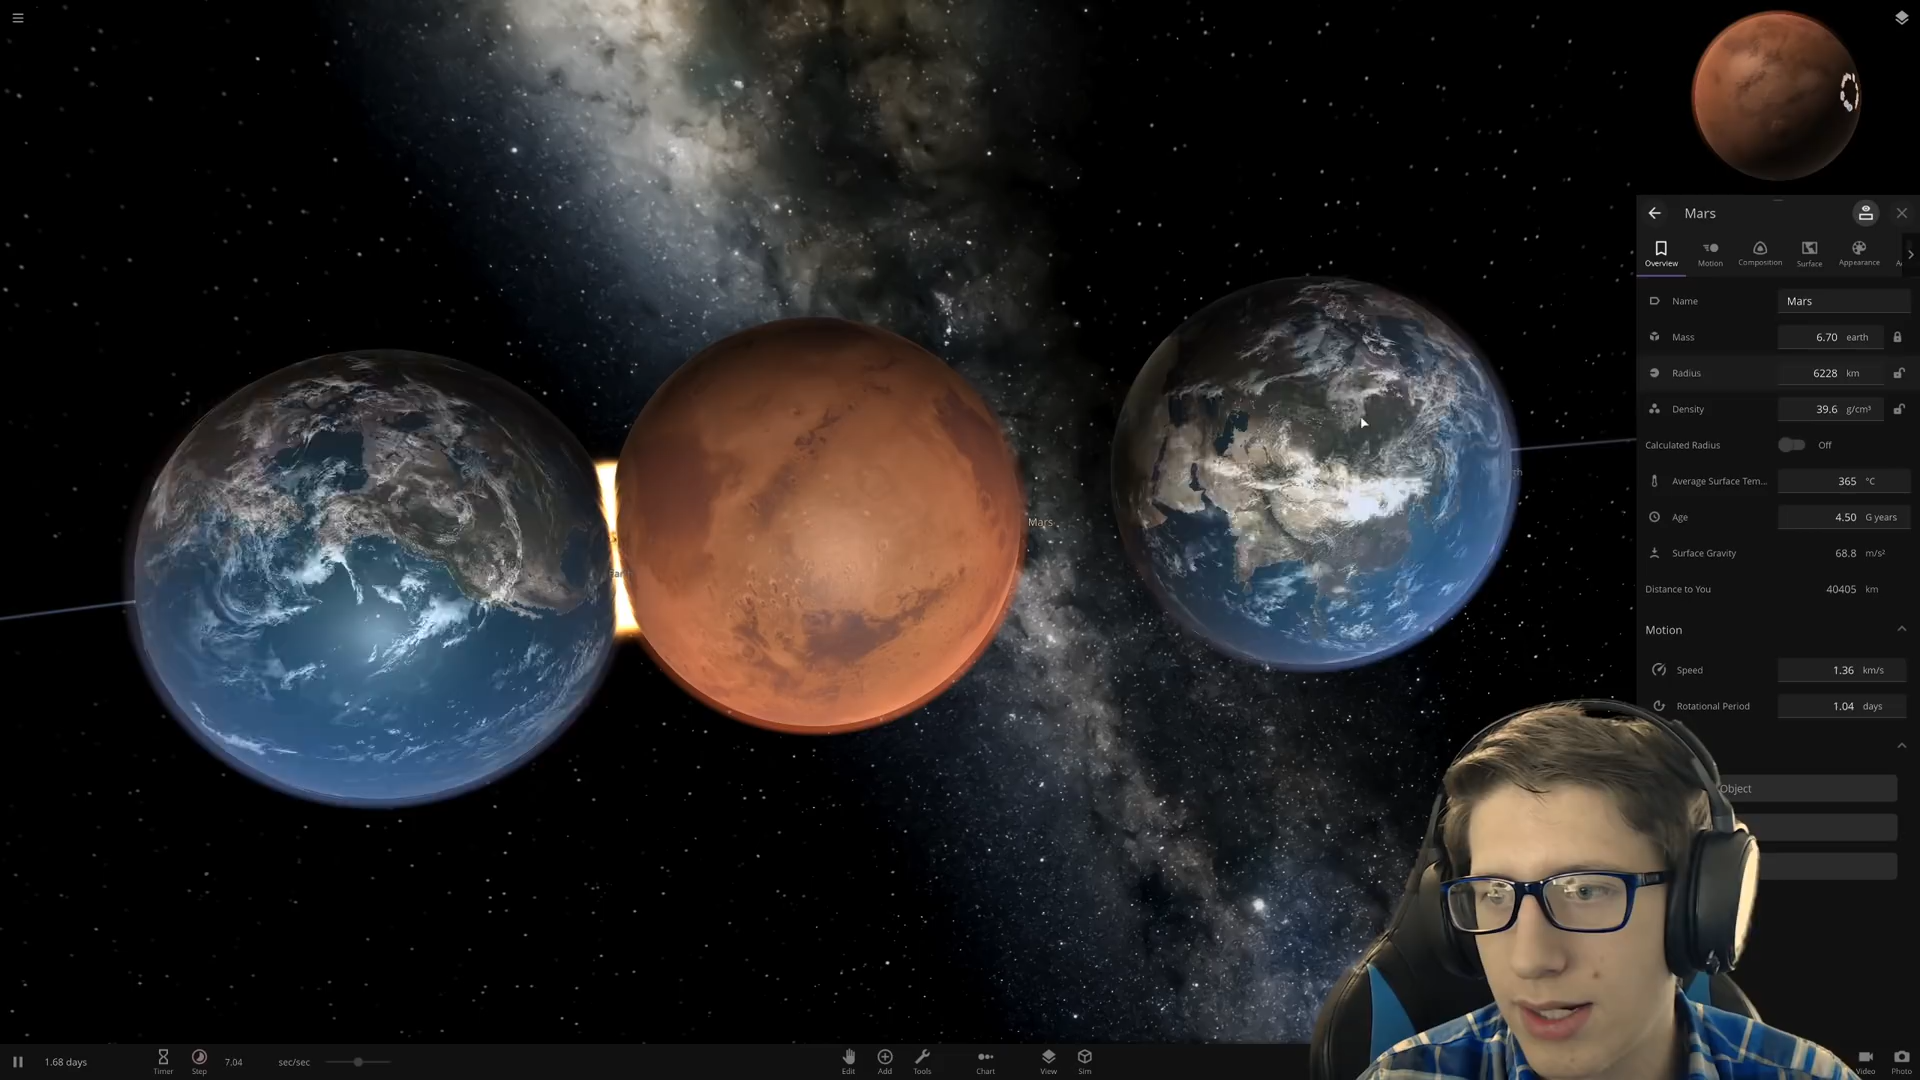 Mars
Overview
Motion
Composition
Surface
Appearance
Name Mars
Mass 6.70 earth
Radius 6228 km
Density 39.6 g/cm³
Calculated Radius Off
Average Surface Tem... 365 °C
Age 4.50 G years
Surface Gravity 68.8 m/s²
Distance to You 40405 km
Motion
Speed 1.36 km/s
Rotational Period 1.04 days
Object
Mars
1.68 days
Timer
Step
7.04 sec/sec
Edit
Add
Tools
Chart
View
Sim
Video
Photo